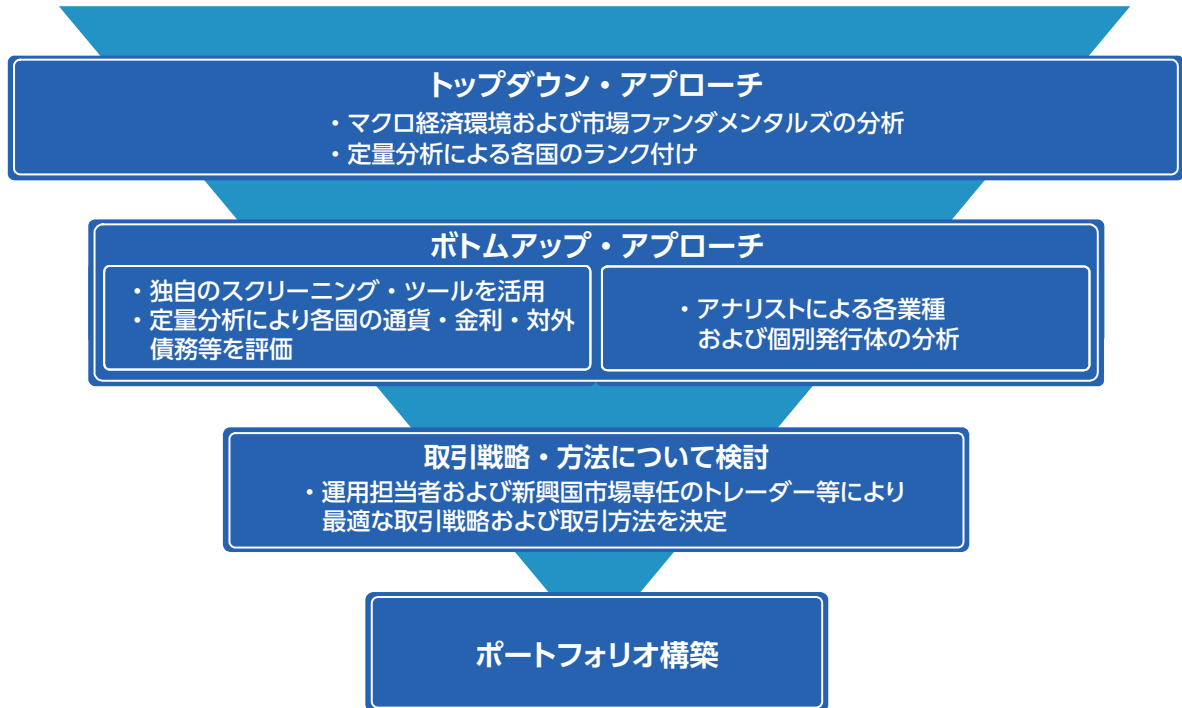 トップダウン・アプローチ
・マクロ経済環境および市場ファンダメンタルズの分析
・定量分析による各国のランク付け
ボトムアップ・アプローチ
・独自のスクリーニング・ツールを活用
・定量分析により各国の通貨・金利・対外
債務等を評価
・アナリストによる各業種
および個別発行体の分析
取引戦略・方法について検討
・運用担当者および新興国市場専任のトレーダー等により
最適な取引戦略および取引方法を決定
ポートフォリオ構築